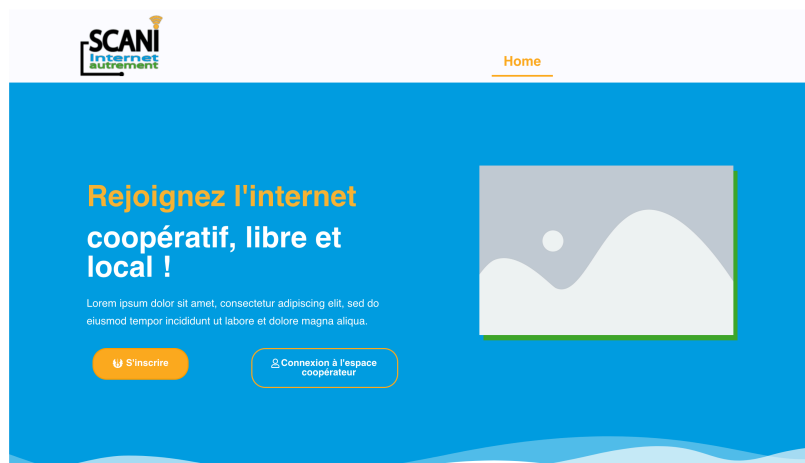 SCANI
Internet
autrement
Home
Rejoignez l'internet
coopératif, libre et
local !
Lorem ipsum dolor sit amet, consectetur adipiscing elit, sed do
eiusmod tempor incididunt ut labore et dolore magna aliqua.
S'inscrire
Connexion à l'espace
coopérateur